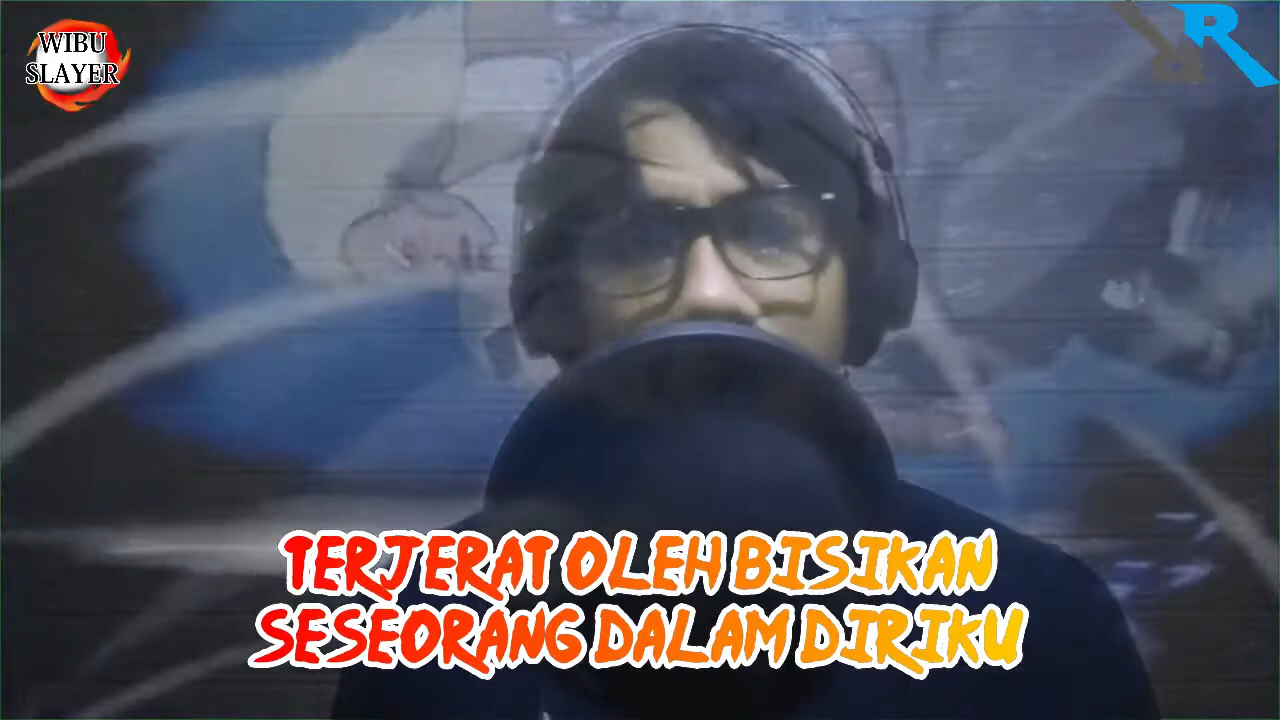 WIBU
SLAYER
R R
TERJERAT OLEH BISIKAN
SESEORANG DALAM DIRIKU